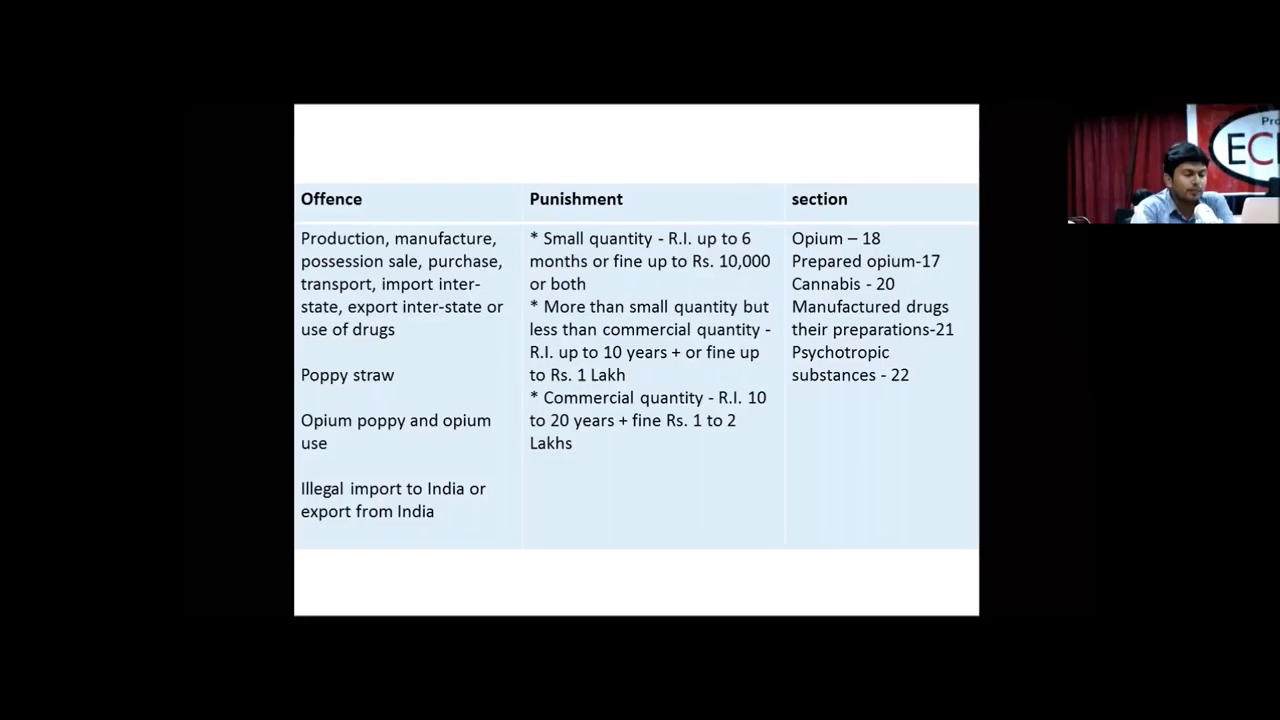 Offence
Punishment
section
Production, manufacture,
possession sale, purchase,
transport, import inter-
state, export inter-state or
use of drugs
Poppy straw
Opium poppy and opium
use
Illegal import to India or
export from India
* Small quantity - R.I. up to 6
months or fine up to Rs. 10,000
or both
* More than small quantity but
less than commercial quantity -
R.I. up to 10 years + or fine up
to Rs. 1 Lakh
* Commercial quantity - R.I. 10
to 20 years + fine Rs. 1 to 2
Lakhs
Opium – 18
Prepared opium-17
Cannabis - 20
Manufactured drugs
their preparations-21
Psychotropic
substances - 22